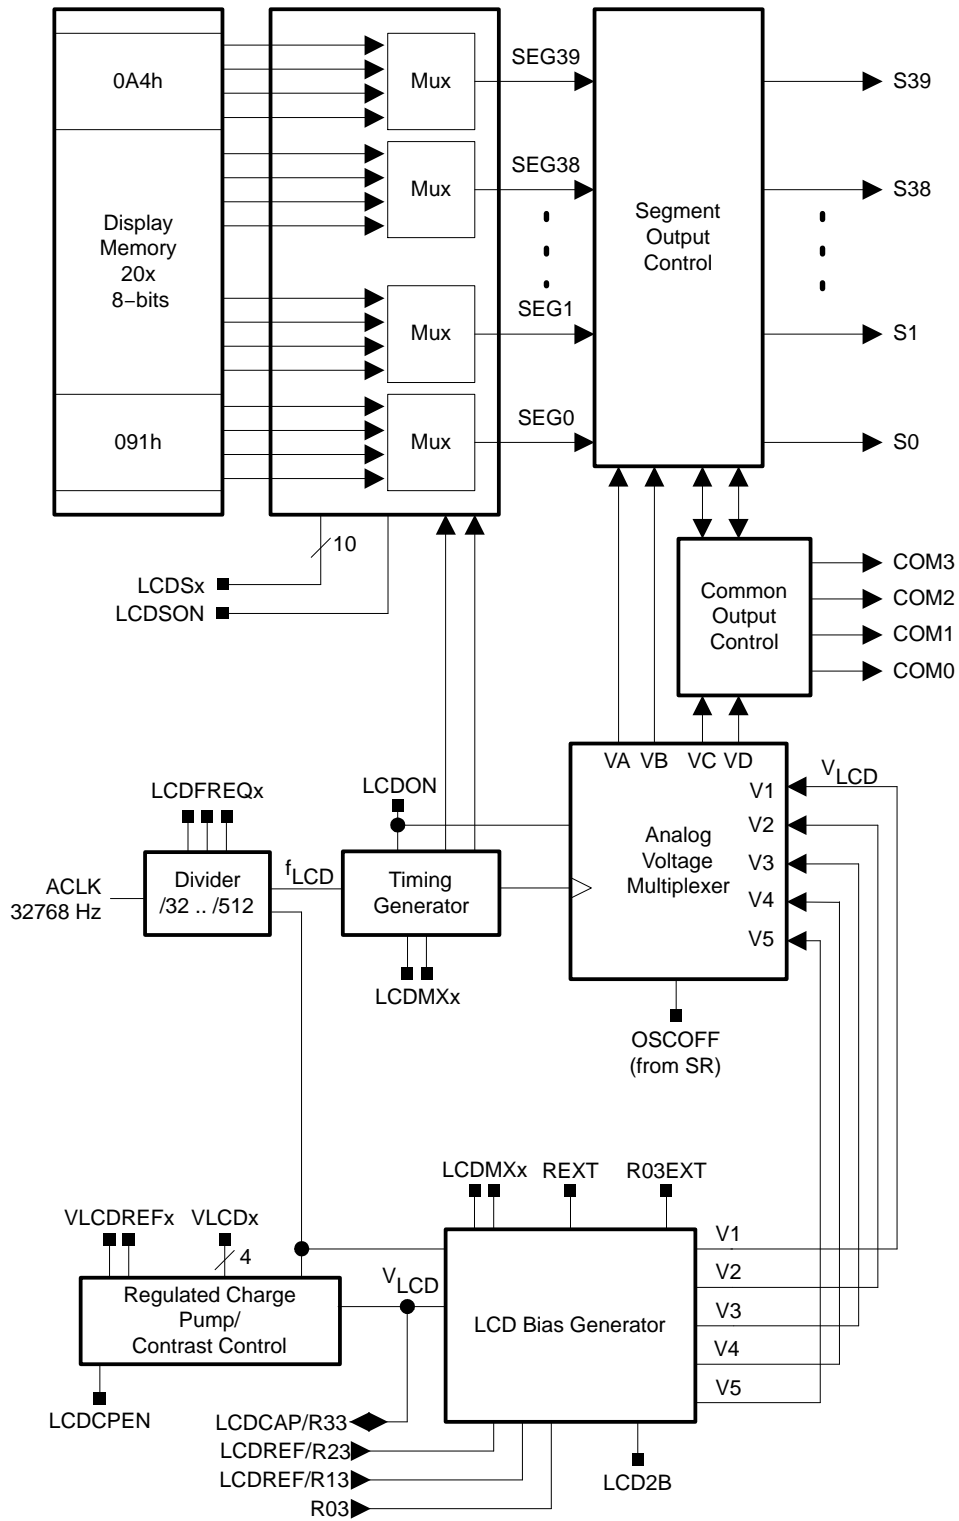 0A4h
Mux
SEG39
S39
Mux
SEG38
S38
Display
Memory
20x
8−bits
Segment
Output
Control
Mux
SEG1
S1
091h
Mux
SEG0
S0
10
LCDSx
LCDSON
Common
Output
Control
COM3
COM2
COM1
COM0
VA VB VC VD
LCDON
LCDFREQx
VLCD
V1
V2
V3
V4
V5
Analog
Voltage
Multiplexer
ACLK
32768 Hz
Divider
/32 .. /512
fLCD
Timing
Generator
LCDMXx
OSCOFF
(from SR)
LCDMXx
REXT
R03EXT
VLCDREFx
VLCDx
4
VLCD
Regulated Charge
Pump/
Contrast Control
LCD Bias Generator
V1
V2
V3
V4
V5
LCDCPEN
LCDCAP/R33
LCDREF/R23
LCDREF/R13
R03
LCD2B